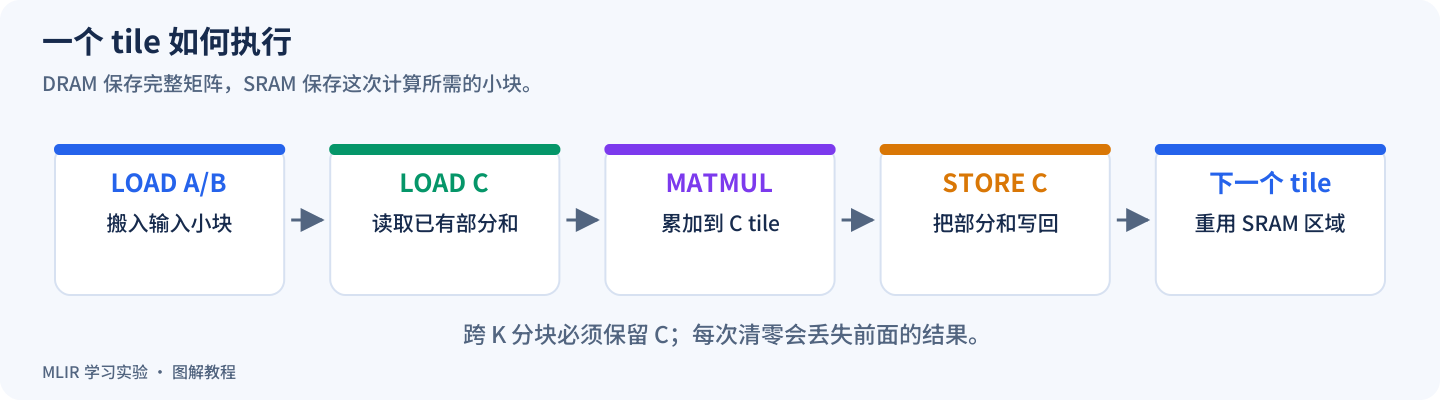 一个 tile 如何执行
DRAM 保存完整矩阵，SRAM 保存这次计算所需的小块。
LOAD A/B
搬入输入小块
LOAD C
读取已有部分和
MATMUL
累加到 C tile
STORE C
把部分和写回
下一个 tile
重用 SRAM 区域
跨 K 分块必须保留 C；每次清零会丢失前面的结果。
MLIR 学习实验 · 图解教程